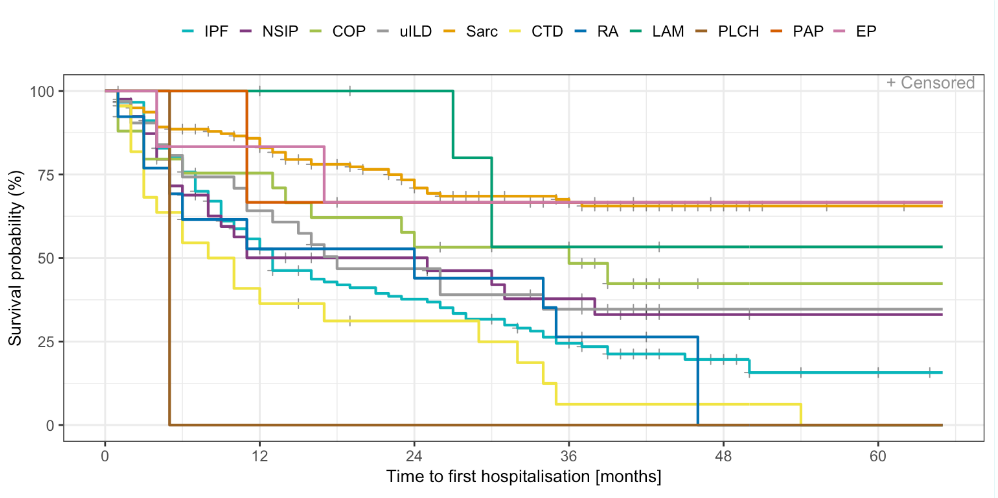 IPF NSIP COP uILD Sarc CTD RA LAM PLCH PAP EP
+ Censored
100
75
50
25
0
Survival probability (%)
0 12 24 36 48 60
Time to first hospitalisation [months]